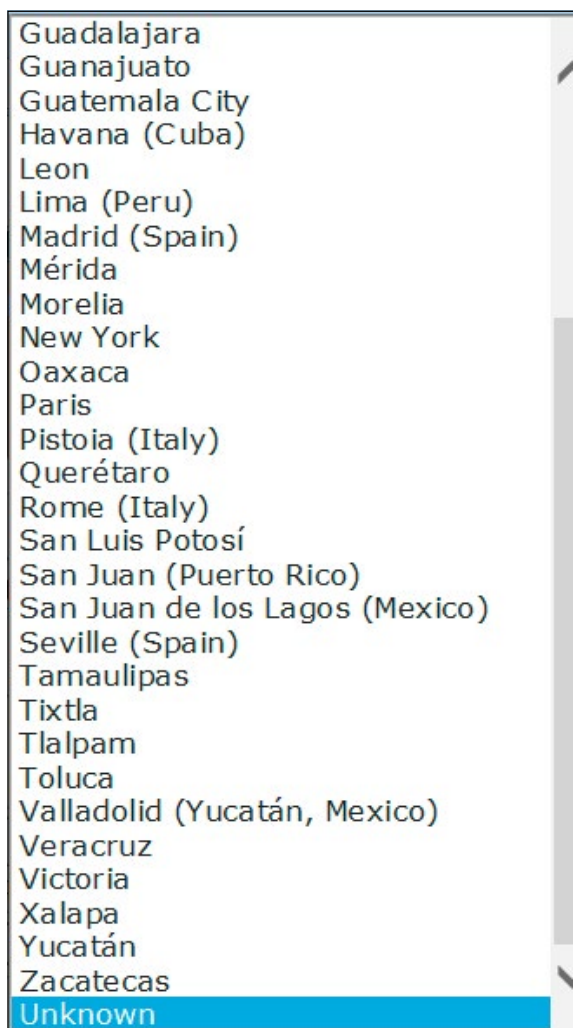 Guadalajara
Guanajuato
Guatemala City
Havana (Cuba)
Leon
Lima (Peru)
Madrid (Spain)
Mérida
Morelia
New York
Oaxaca
Paris
Pistoia (Italy)
Querétaro
Rome (Italy)
San Luis Potosí
San Juan (Puerto Rico)
San Juan de los Lagos (Mexico)
Seville (Spain)
Tamaulipas
Tixtla
Tlalpam
Toluca
Valladolid (Yucatán, Mexico)
Veracruz
Victoria
Xalapa
Yucatán
Zacatecas
Unknown